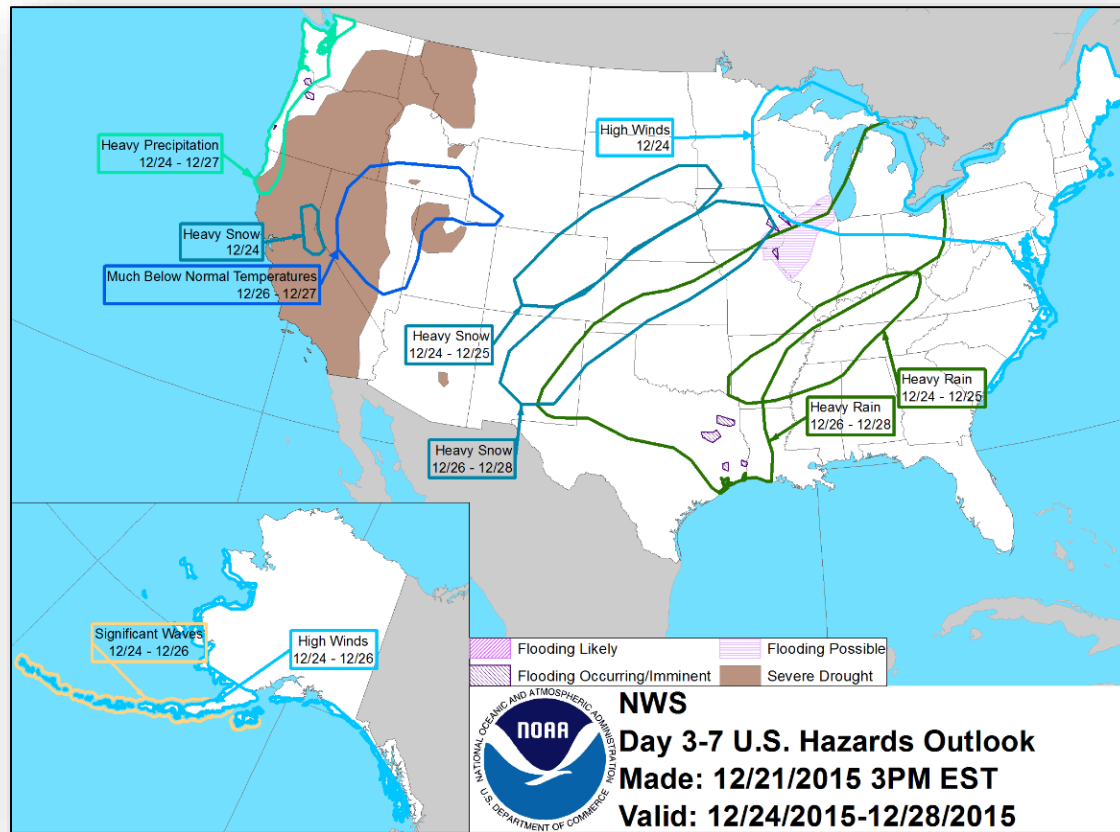 High Winds
12/24
Heavy Precipitation
12/24 - 12/27
Heavy Snow
12/24
Much Below Normal Temperatures
12/26 - 12/27
Heavy Snow
12/24 - 12/25
Heavy Rain
12/24 - 12/25
Heavy Rain
12/26 - 12/28
Heavy Snow
12/26 - 12/28
Significant Waves
12/24 - 12/26
High Winds
12/24 - 12/26
Flooding Likely
Flooding Possible
Flooding Occurring/Imminent
Severe Drought
NATIONAL OCEANIC AND ATMOSPHERIC ADMINISTRATION
NOAA
U.S. DEPARTMENT OF COMMERCE
NWS
Day 3-7 U.S. Hazards Outlook
Made: 12/21/2015 3PM EST
Valid: 12/24/2015-12/28/2015